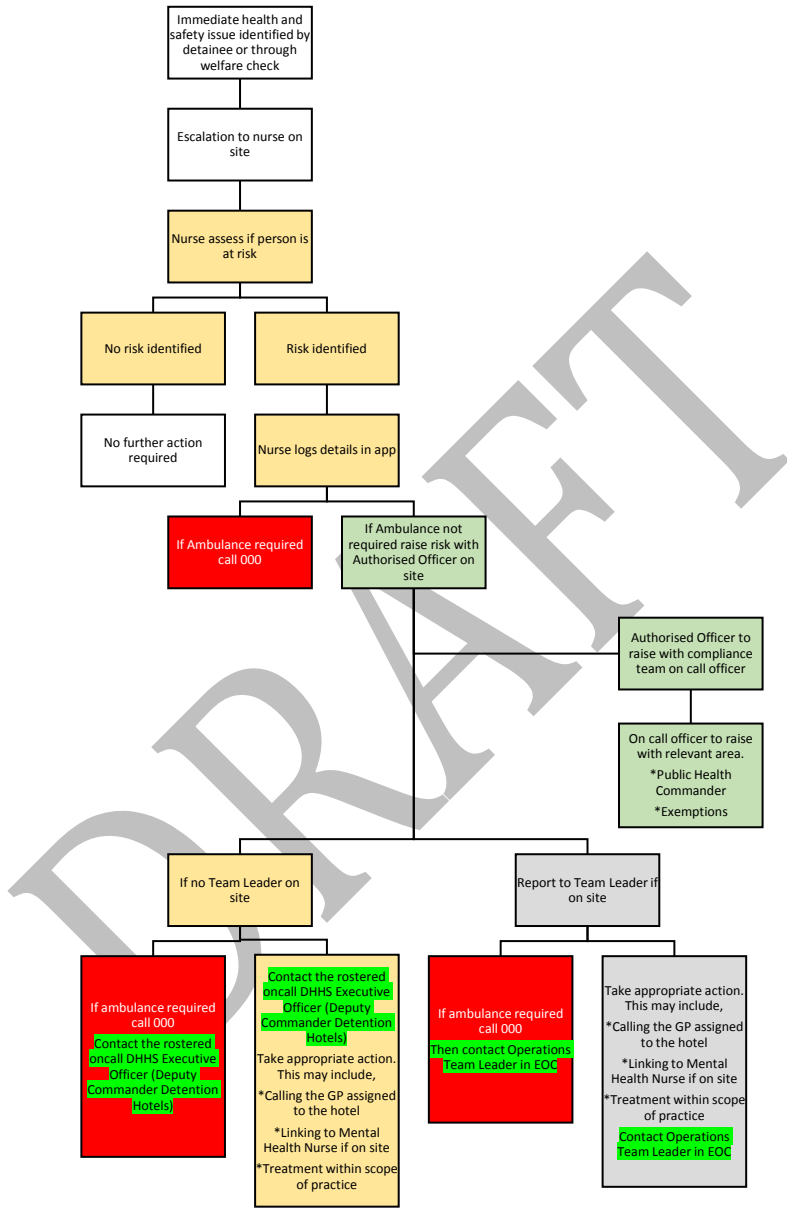 Immediate health and
safety issue identified by
detainee or through
welfare check
Escalation to nurse on
site
Nurse assess if person is
at risk
No risk identified
Risk identified
No further action
required
Nurse logs details in app
If Ambulance required
call 000
If Ambulance not
required raise risk with
Authorised Officer on
site
Authorised Officer to
raise with compliance
team on call officer
On call officer to raise
with relevant area.
*Public Health
Commander
*Exemptions
If no Team Leader on
site
Report to Team Leader if
on site
If ambulance required
call 000
Contact the rostered
oncall DHHS Executive
Officer (Deputy
Commander Detention
Hotels)
Contact the rostered
oncall DHHS Executive
Officer (Deputy
Commander Detention
Hotels)
Take appropriate action.
This may include,
*Calling the GP assigned
to the hotel
*Linking to Mental
Health Nurse if on site
*Treatment within scope
of practice
If ambulance required
call 000
Then contact Operations
Team Leader in EOC
Take appropriate action.
This may include,
*Calling the GP assigned
to the hotel
*Linking to Mental
Health Nurse if on site
*Treatment within scope
of practice
Contact Operations
Team Leader in EOC
DRAFT